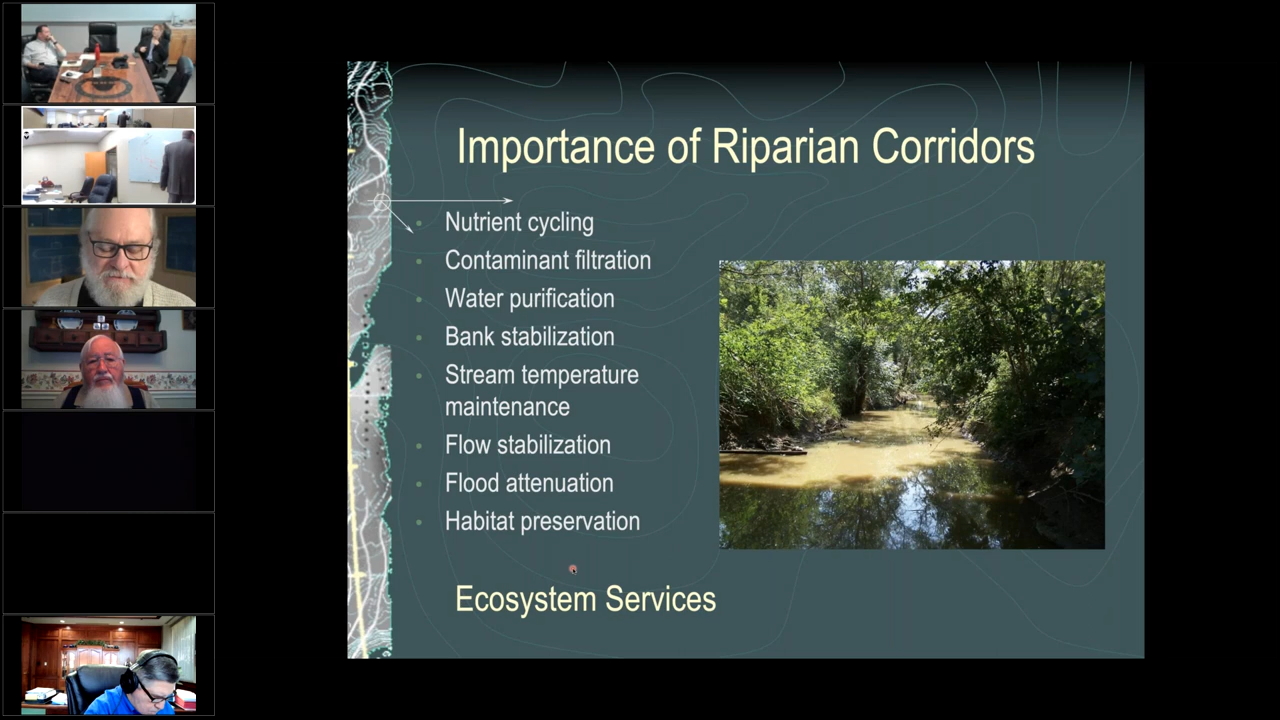 Importance of Riparian Corridors
Nutrient cycling
Contaminant filtration
Water purification
Bank stabilization
Stream temperature
maintenance
Flow stabilization
Flood attenuation
Habitat preservation
Ecosystem Services